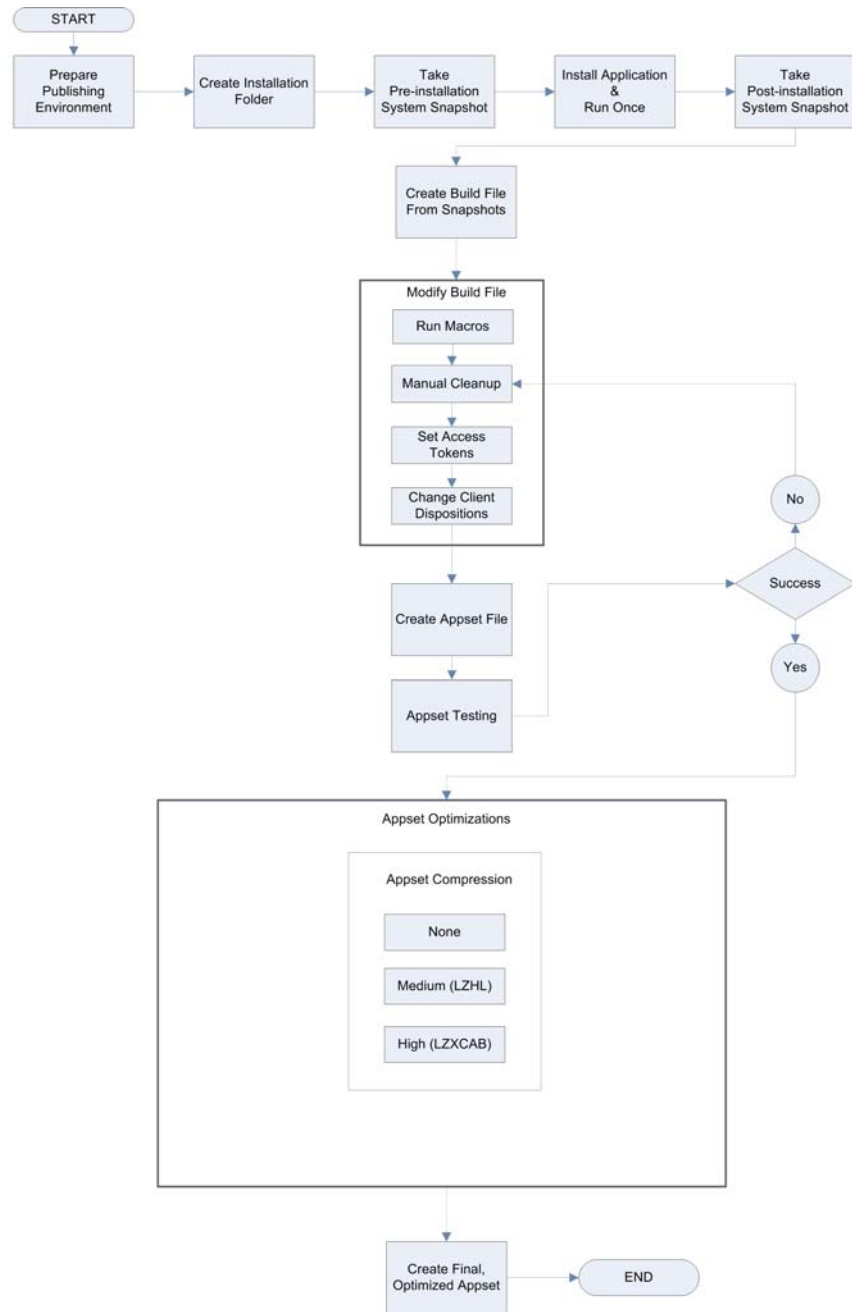 START
Prepare
Publishing
Environment
Create Installation
Folder
Take
Pre-installation
System Snapshot
Install Application
&
Run Once
Take
Post-installation
System Snapshot
Create Build File
From Snapshots
Modify Build File
Run Macros
Manual Cleanup
Set Access
Tokens
Change Client
Dispositions
No
Success
Yes
Create Appset File
Appset Testing
Appset Optimizations
Appset Compression
None
Medium (LZHL)
High (LZXCAB)
Create Final,
Optimized Appset
END